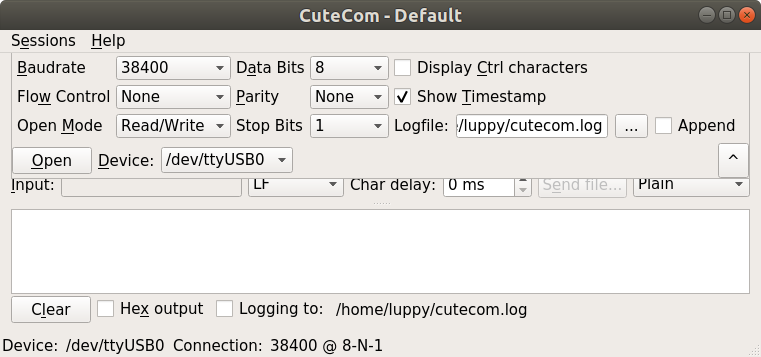 CuteCom - Default
Sessions Help
Baudrate 38400 Data Bits 8 Display Ctrl characters
Flow Control None Parity None Show Timestamp
Open Mode Read/Write Stop Bits 1 Logfile: /luppy/cutecom.log ... Append
Open Device: /dev/ttyUSB0 ^
Input: LF Char delay: 0 ms Send file... Plain
Clear Hex output Logging to: /home/luppy/cutecom.log
Device: /dev/ttyUSB0 Connection: 38400 @ 8-N-1